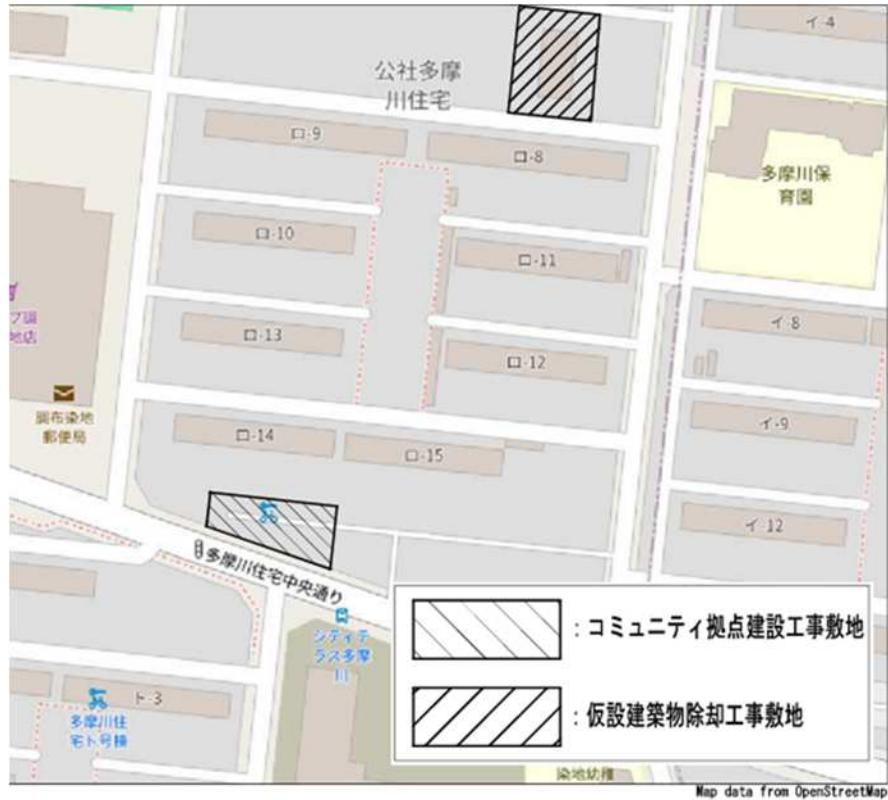 イ-4
公社多摩
川住宅
ロ-9
ロ-8
多摩川保
育園
ロ-10
ロ-11
プ調
地店
ロ-13
イ-8
ロ-12
調布染地
郵便局
イ-9
ロ-14
ロ-15
イ-12
多摩川住宅中央通り
シティテ
ラス多摩
川
:コミュニティ拠点建設工事敷地
ト-3
多摩川住
宅ト号棟
:仮設建築物除却工事敷地
染地幼稚
Map data from OpenStreetMap